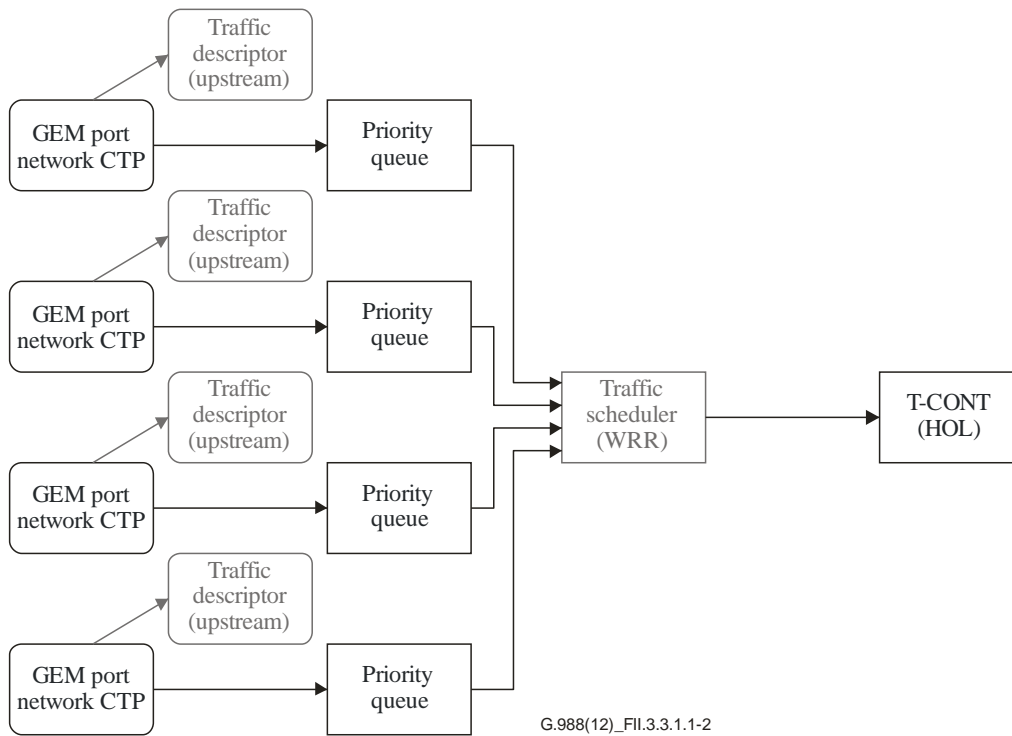 Traffic
descriptor
(upstream)
GEM port
network CTP
Priority
queue
Traffic
descriptor
(upstream)
GEM port
network CTP
Priority
queue
Traffic
scheduler
(WRR)
T-CONT
(HOL)
Traffic
descriptor
(upstream)
GEM port
network CTP
Priority
queue
Traffic
descriptor
(upstream)
GEM port
network CTP
Priority
queue
G.988(12)_FII.3.3.1.1-2